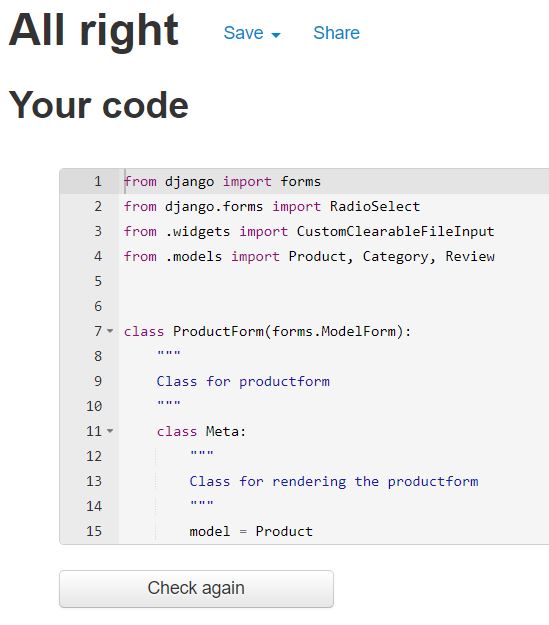 All right Save Share
Your code
1 from django import forms
2 from django.forms import RadioSelect
3 from .widgets import CustomClearableFileInput
4 from .models import Product, Category, Review
5
6
7 class ProductForm(forms.ModelForm):
8     """
9     Class for productform
10     """
11     class Meta:
12         """
13         Class for rendering the productform
14         """
15         model = Product
Check again